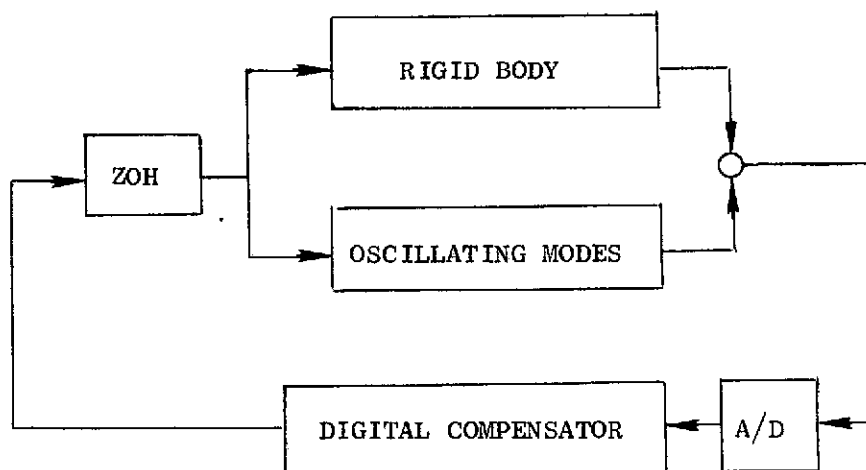 RIGID BODY
ZOH
OSCILLATING MODES
DIGITAL COMPENSATOR
A/D